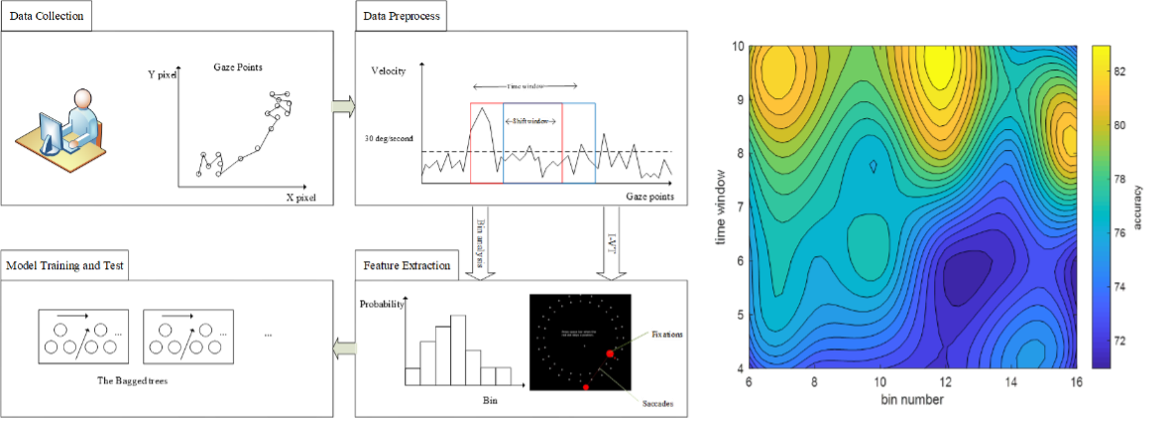 Data Collection
Gaze Points
Y pixel
X pixel
Data Preprocess
Velocity
Time window
Shift window
30 deg/second
Gaze points
Bin analysis
I-VT
Model Training and Test
...
...
...
The Bagged trees
Feature Extraction
Probability
Bin
Fixations
Saccades
10
9
8
7
6
5
4
time window
6
8
10
12
14
16
bin number
82
80
78
76
74
72
accuracy